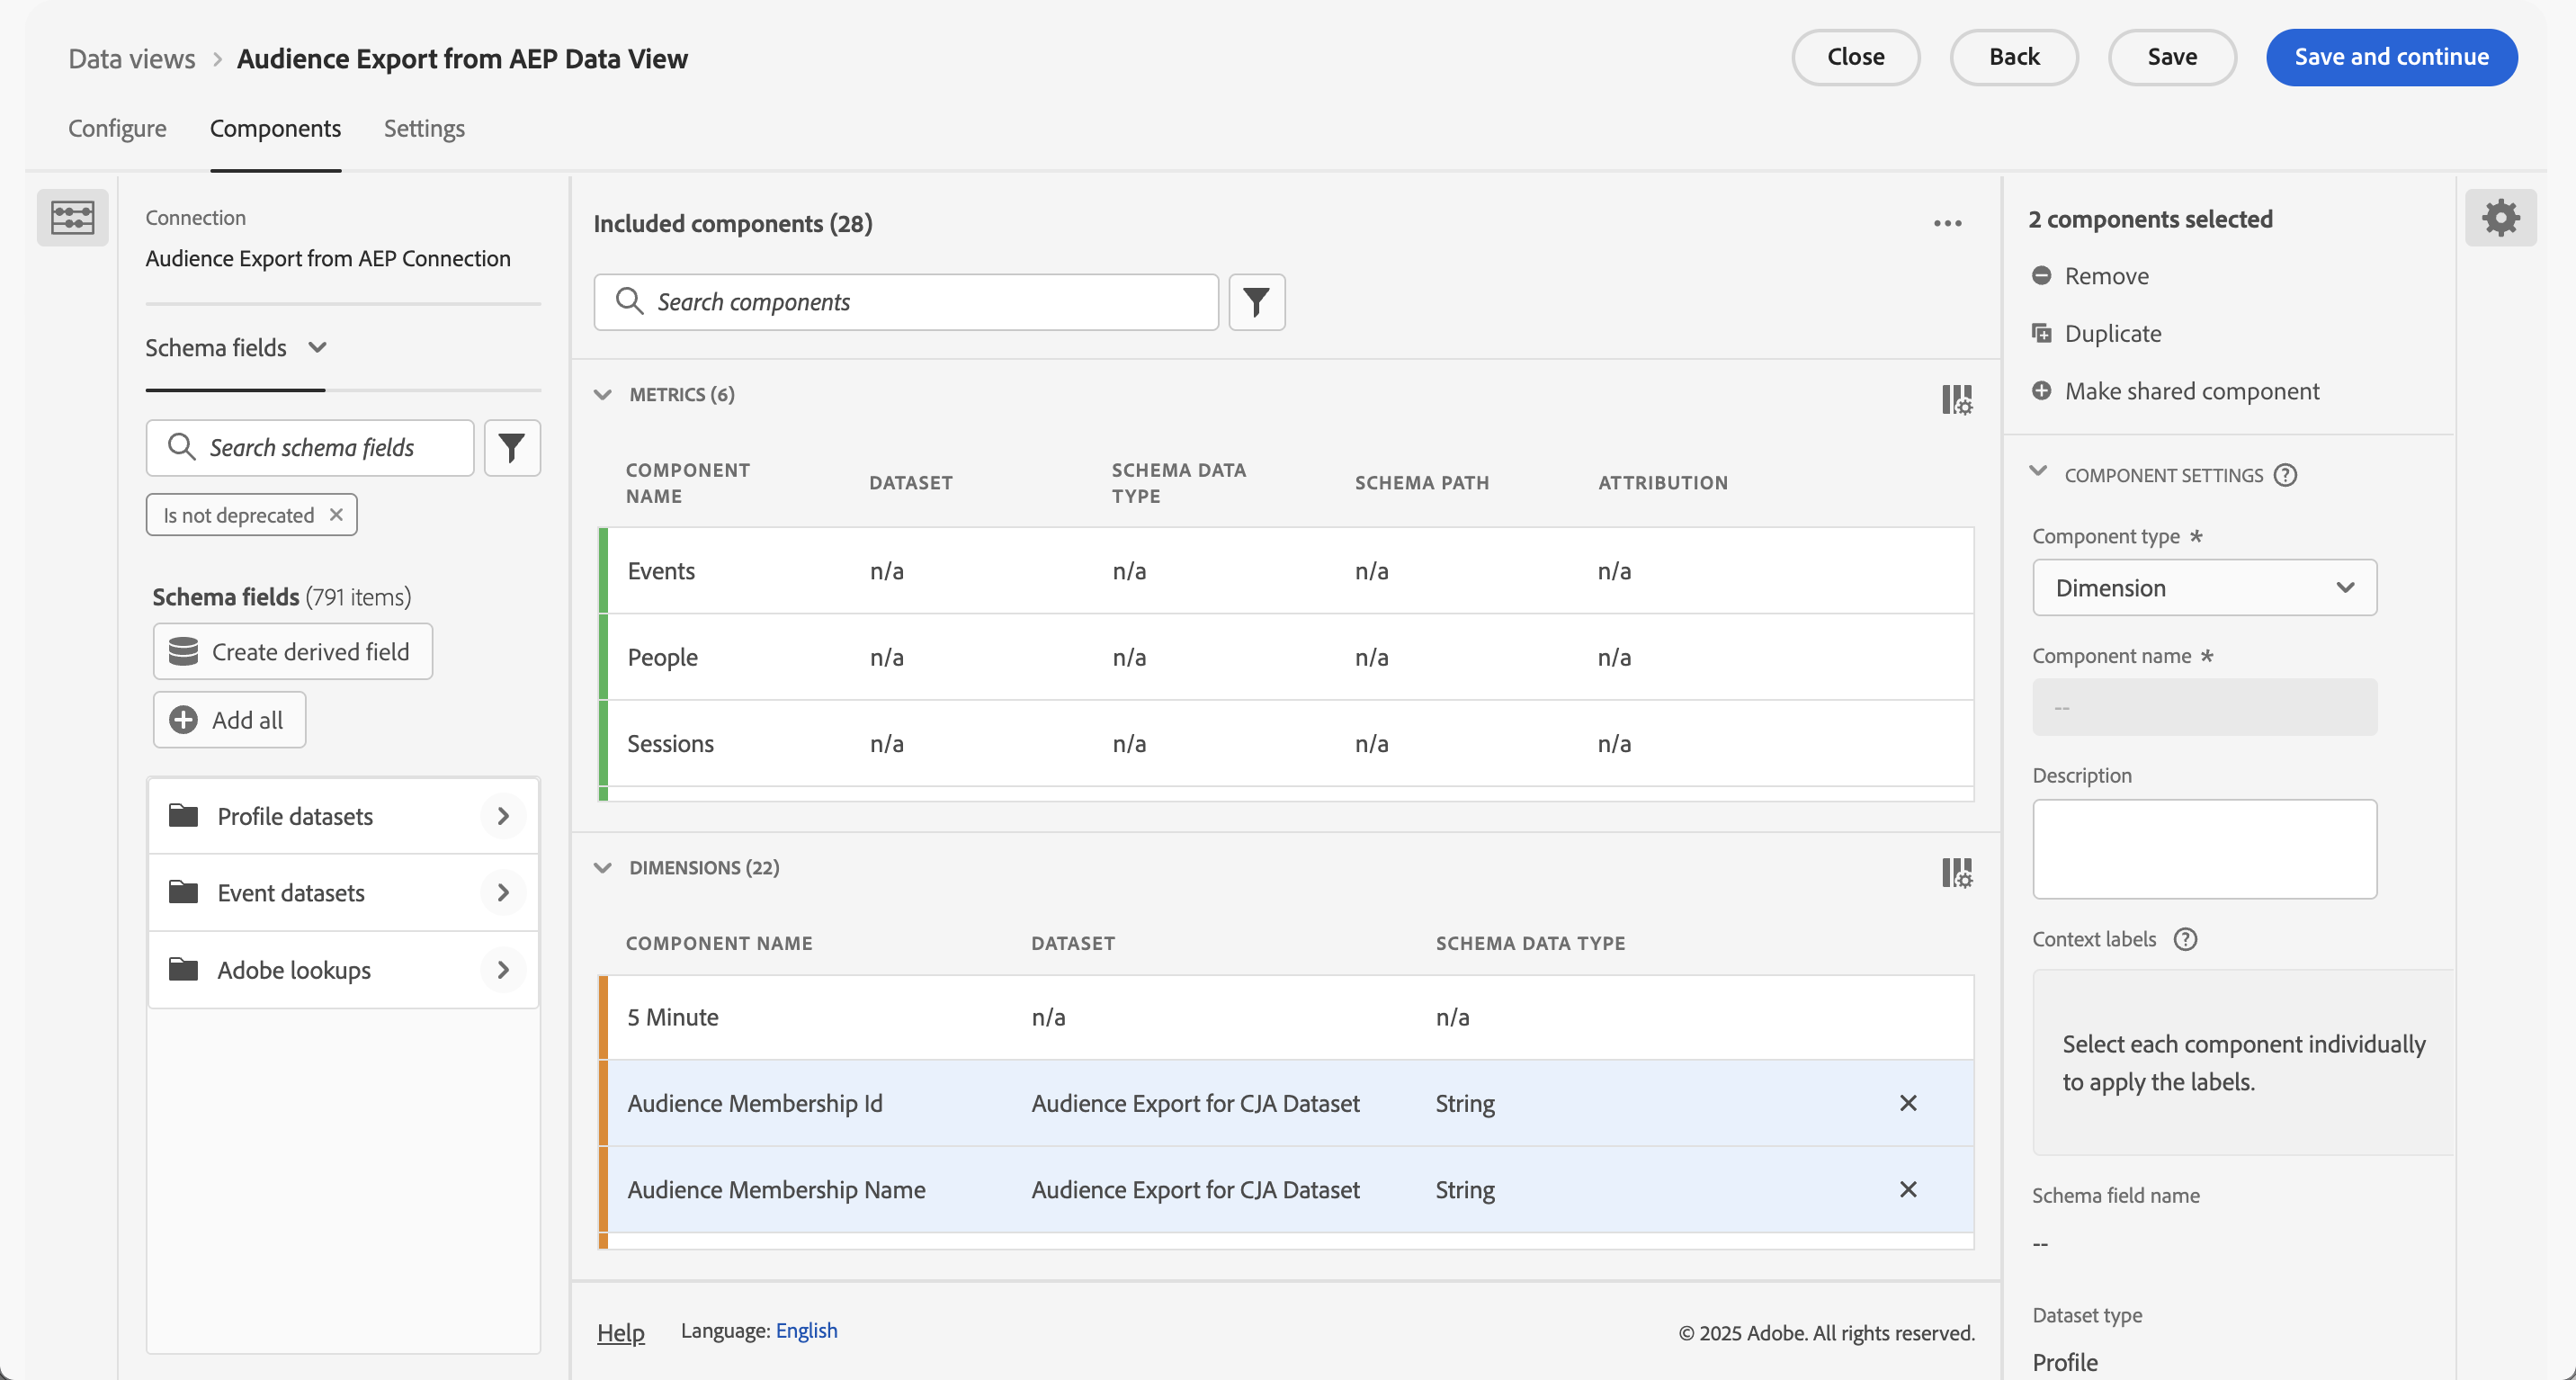 Data views > Audience Export from AEP Data View
Close
Back
Save
Save and continue
Configure
Components
Settings
Connection
Audience Export from AEP Connection
Schema fields
Search schema fields
Is not deprecated
Schema fields (791 items)
Create derived field
Add all
Profile datasets
Event datasets
Adobe lookups
Included components (28)
Search components
METRICS (6)
COMPONENT NAME
DATASET
SCHEMA DATA TYPE
SCHEMA PATH
ATTRIBUTION
Events n/a n/a n/a n/a
People n/a n/a n/a n/a
Sessions n/a n/a n/a n/a
DIMENSIONS (22)
COMPONENT NAME DATASET SCHEMA DATA TYPE
5 Minute n/a n/a
Audience Membership Id Audience Export for CJA Dataset String
Audience Membership Name Audience Export for CJA Dataset String
Help
Language: English
© 2025 Adobe. All rights reserved.
2 components selected
Remove
Duplicate
Make shared component
COMPONENT SETTINGS
Component type *
Dimension
Component name *
--
Description
Context labels
Select each component individually
to apply the labels.
Schema field name
--
Dataset type
Profile